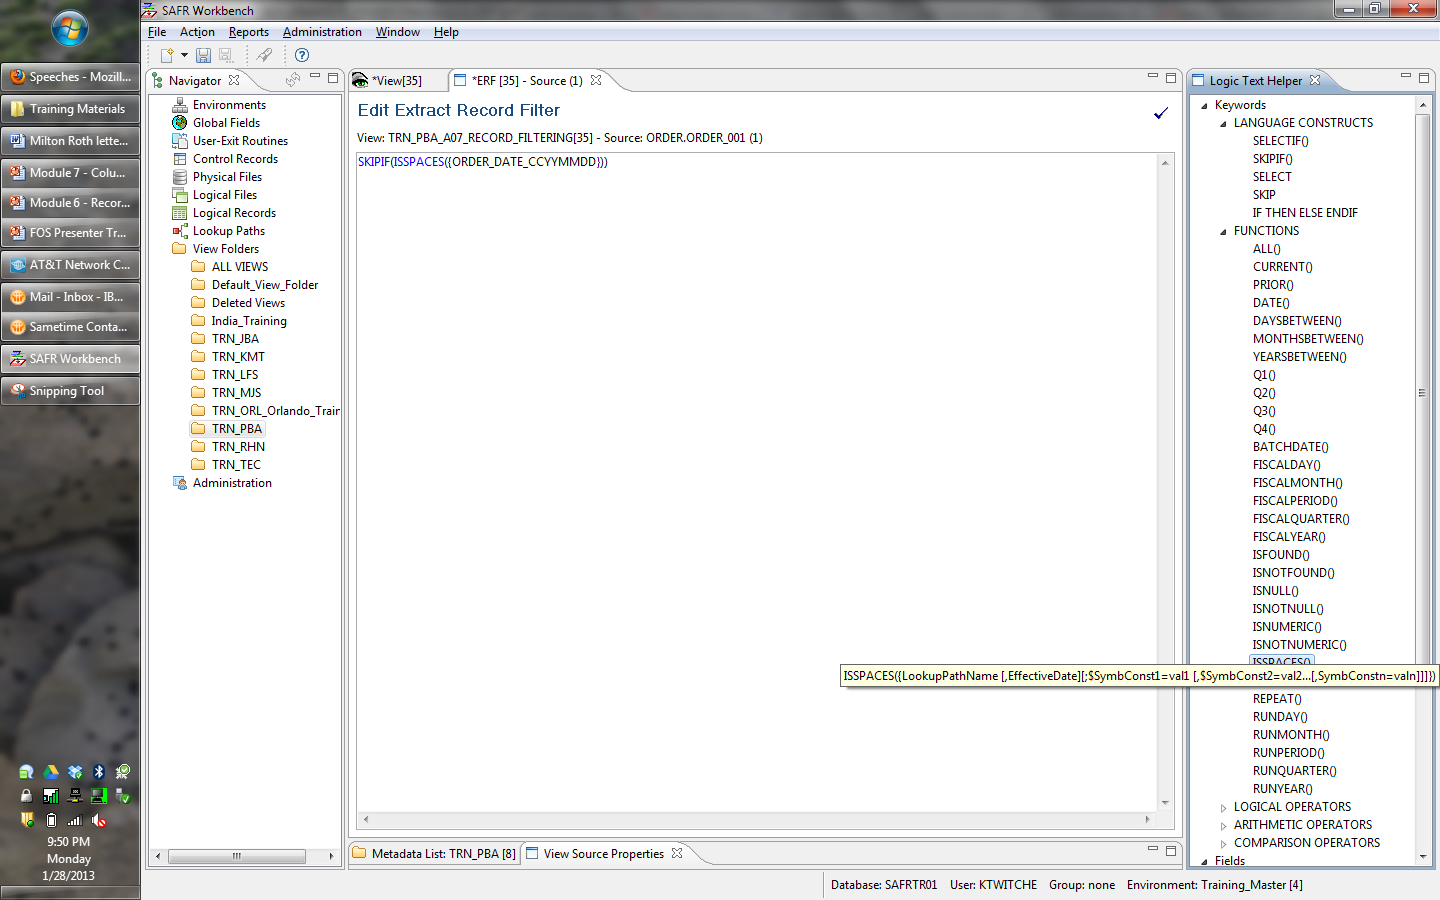 SAFR Workbench
File Action Reports Administration Window Help
Speeches - Mozill...
Training Materials
Milton Roth lette...
Module 7 - Colu...
Module 6 - Recor...
FOS Presenter Tr...
AT&T Network C...
Mail - Inbox - IB...
Sametime Conta...
SAFR Workbench
Snipping Tool
9:50 PM
Monday
1/28/2013
Navigator
Environments
Global Fields
User-Exit Routines
Control Records
Physical Files
Logical Files
Logical Records
Lookup Paths
View Folders
ALL VIEWS
Default_View_Folder
Deleted Views
India_Training
TRN_JBA
TRN_KMT
TRN_LFS
TRN_MJS
TRN_ORL_Orlando_Train
TRN_PBA
TRN_RHN
TRN_TEC
Administration
*View[35]
*ERF [35] - Source (1)
Edit Extract Record Filter
View: TRN_PBA_A07_RECORD_FILTERING[35] - Source: ORDER.ORDER_001 (1)
SKIPIF(ISSPACES({ORDER_DATE_CCYYMMDD}))
Metadata List: TRN_PBA [8]
View Source Properties
Logic Text Helper
Keywords
LANGUAGE CONSTRUCTS
SELECTIF()
SKIPIF()
SELECT
SKIP
IF THEN ELSE ENDIF
FUNCTIONS
ALL()
CURRENT()
PRIOR()
DATE()
DAYSBETWEEN()
MONTHSBETWEEN()
YEARSBETWEEN()
Q1()
Q2()
Q3()
Q4()
BATCHDATE()
FISCALDAY()
FISCALMONTH()
FISCALPERIOD()
FISCALQUARTER()
FISCALYEAR()
ISFOUND()
ISNOTFOUND()
ISNULL()
ISNOTNULL()
ISNUMERIC()
ISNOTNUMERIC()
ISSPACES()
ISSPACES({LookupPathName [,EffectiveDate][;$SymbConst1=val1 [,$SymbConst2=val2...[,SymbConstn=valn]]]})
REPEAT()
RUNDAY()
RUNMONTH()
RUNPERIOD()
RUNQUARTER()
RUNYEAR()
LOGICAL OPERATORS
ARITHMETIC OPERATORS
COMPARISON OPERATORS
Fields
Database: SAFRTR01 User: KTWITCHE Group: none Environment: Training_Master [4]